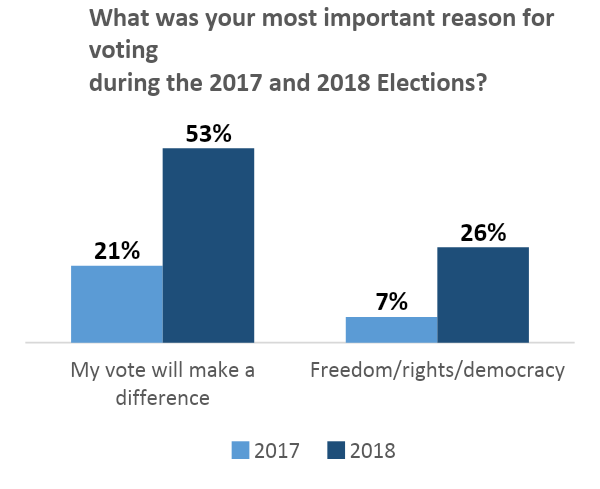 What was your most important reason for
voting
during the 2017 and 2018 Elections?
53%
21%
26%
7%
My vote will make a
difference
Freedom/rights/democracy
2017
2018